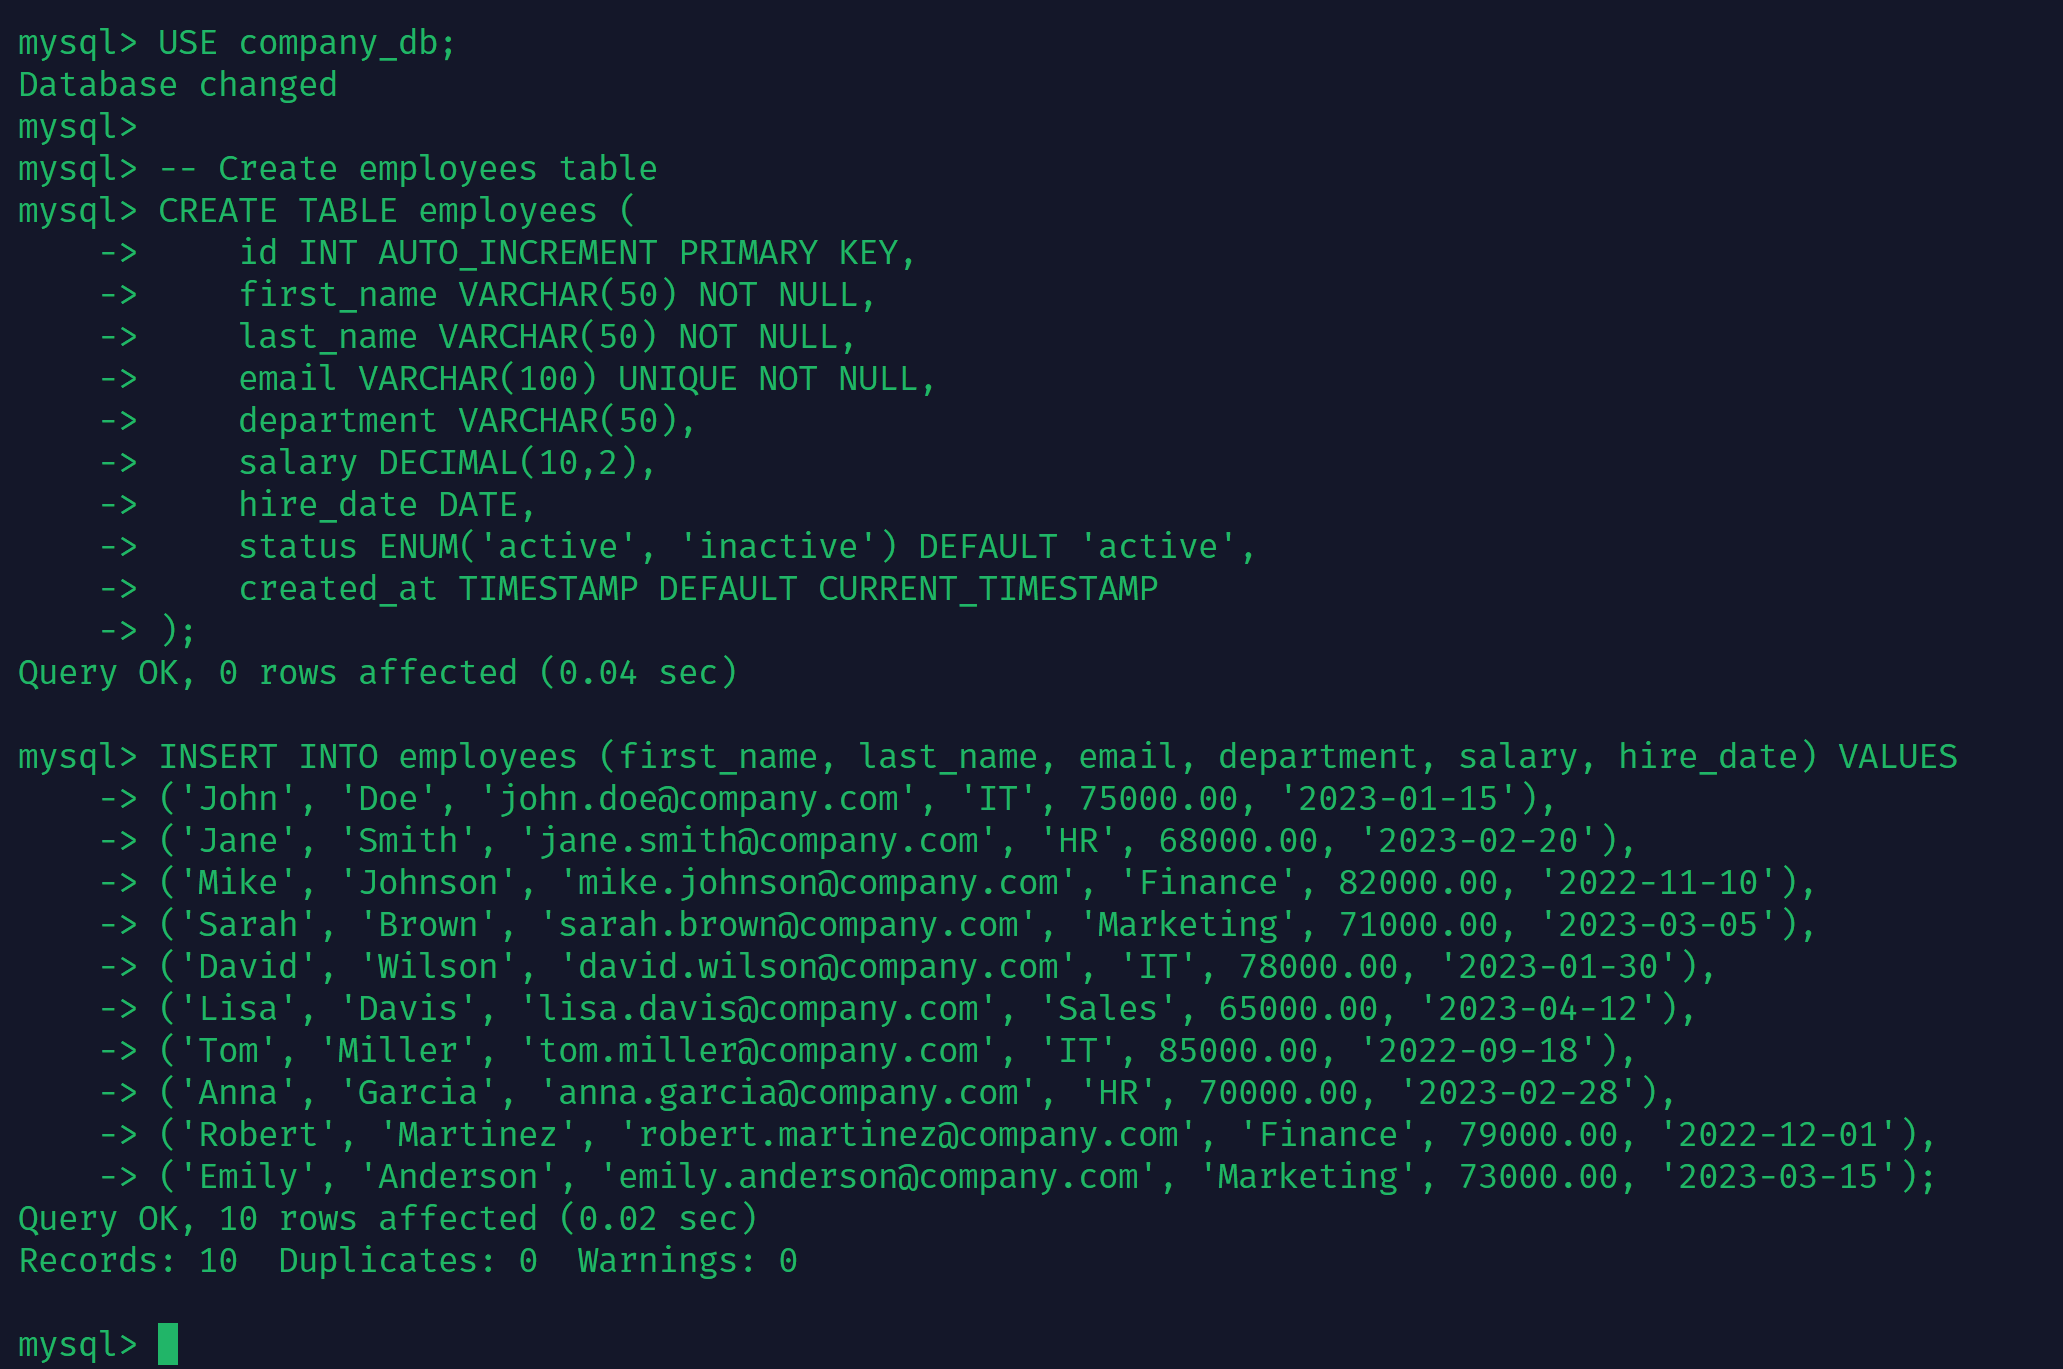 mysql> USE company_db;
Database changed
mysql>
mysql> -- Create employees table
mysql> CREATE TABLE employees (
    ->     id INT AUTO_INCREMENT PRIMARY KEY,
    ->     first_name VARCHAR(50) NOT NULL,
    ->     last_name VARCHAR(50) NOT NULL,
    ->     email VARCHAR(100) UNIQUE NOT NULL,
    ->     department VARCHAR(50),
    ->     salary DECIMAL(10,2),
    ->     hire_date DATE,
    ->     status ENUM('active', 'inactive') DEFAULT 'active',
    ->     created_at TIMESTAMP DEFAULT CURRENT_TIMESTAMP
    -> );
Query OK, 0 rows affected (0.04 sec)

mysql> INSERT INTO employees (first_name, last_name, email, department, salary, hire_date) VALUES
    -> ('John', 'Doe', 'john.doe@company.com', 'IT', 75000.00, '2023-01-15'),
    -> ('Jane', 'Smith', 'jane.smith@company.com', 'HR', 68000.00, '2023-02-20'),
    -> ('Mike', 'Johnson', 'mike.johnson@company.com', 'Finance', 82000.00, '2022-11-10'),
    -> ('Sarah', 'Brown', 'sarah.brown@company.com', 'Marketing', 71000.00, '2023-03-05'),
    -> ('David', 'Wilson', 'david.wilson@company.com', 'IT', 78000.00, '2023-01-30'),
    -> ('Lisa', 'Davis', 'lisa.davis@company.com', 'Sales', 65000.00, '2023-04-12'),
    -> ('Tom', 'Miller', 'tom.miller@company.com', 'IT', 85000.00, '2022-09-18'),
    -> ('Anna', 'Garcia', 'anna.garcia@company.com', 'HR', 70000.00, '2023-02-28'),
    -> ('Robert', 'Martinez', 'robert.martinez@company.com', 'Finance', 79000.00, '2022-12-01'),
    -> ('Emily', 'Anderson', 'emily.anderson@company.com', 'Marketing', 73000.00, '2023-03-15');
Query OK, 10 rows affected (0.02 sec)
Records: 10  Duplicates: 0  Warnings: 0

mysql>